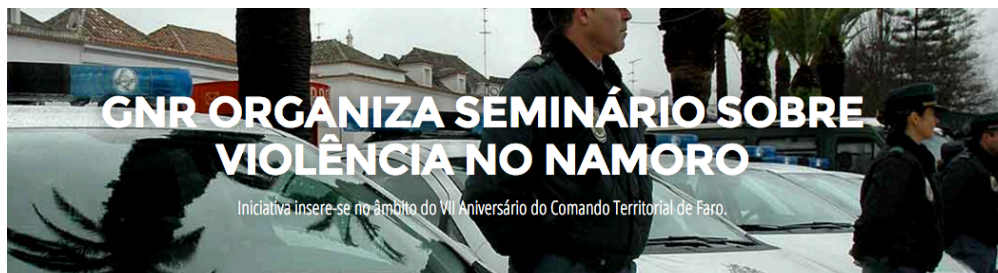 GNR ORGANIZA SEMINÁRIO SOBRE
VIOLÊNCIA NO NAMORO
Iniciativa insere-se no âmbito do VII Aniversário do Comando Territorial de Faro.